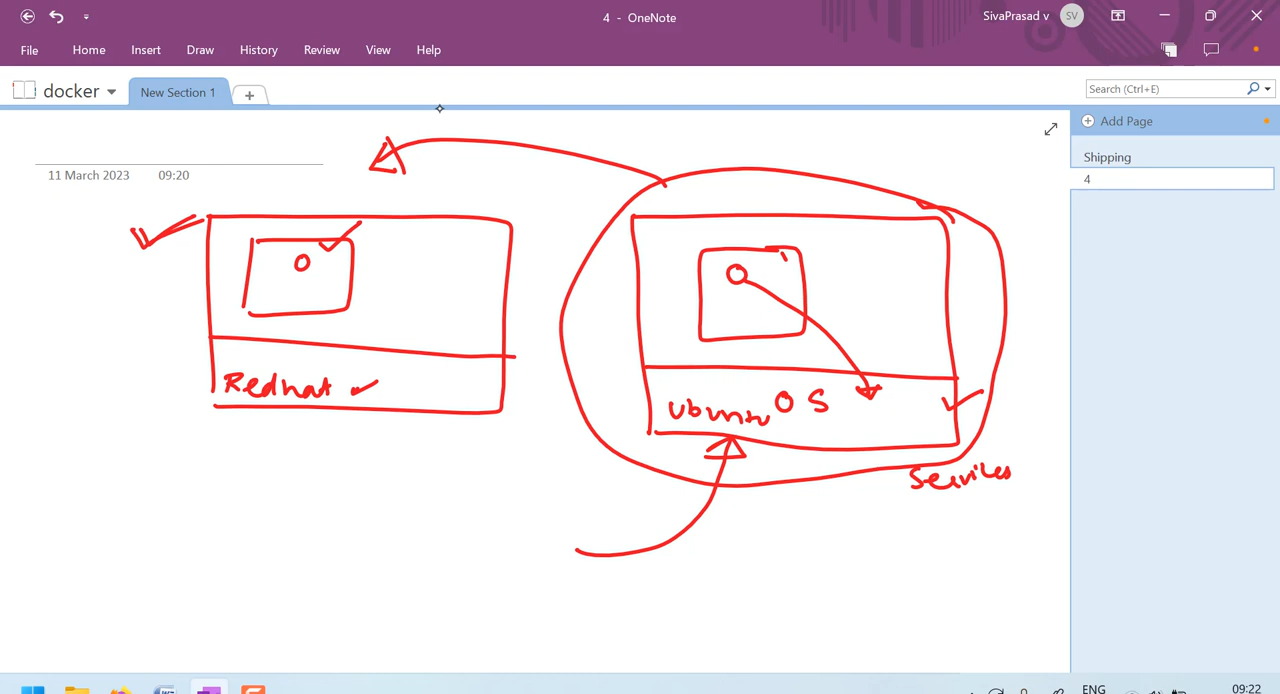 4 - OneNote
SivaPrasad v
SV
File
Home
Insert
Draw
History
Review
View
Help
docker
New Section 1
Search (Ctrl+E)
Add Page
Shipping
4
11 March 2023
09:20
Redhat
Ubuntu OS
Services
ENG
09:22